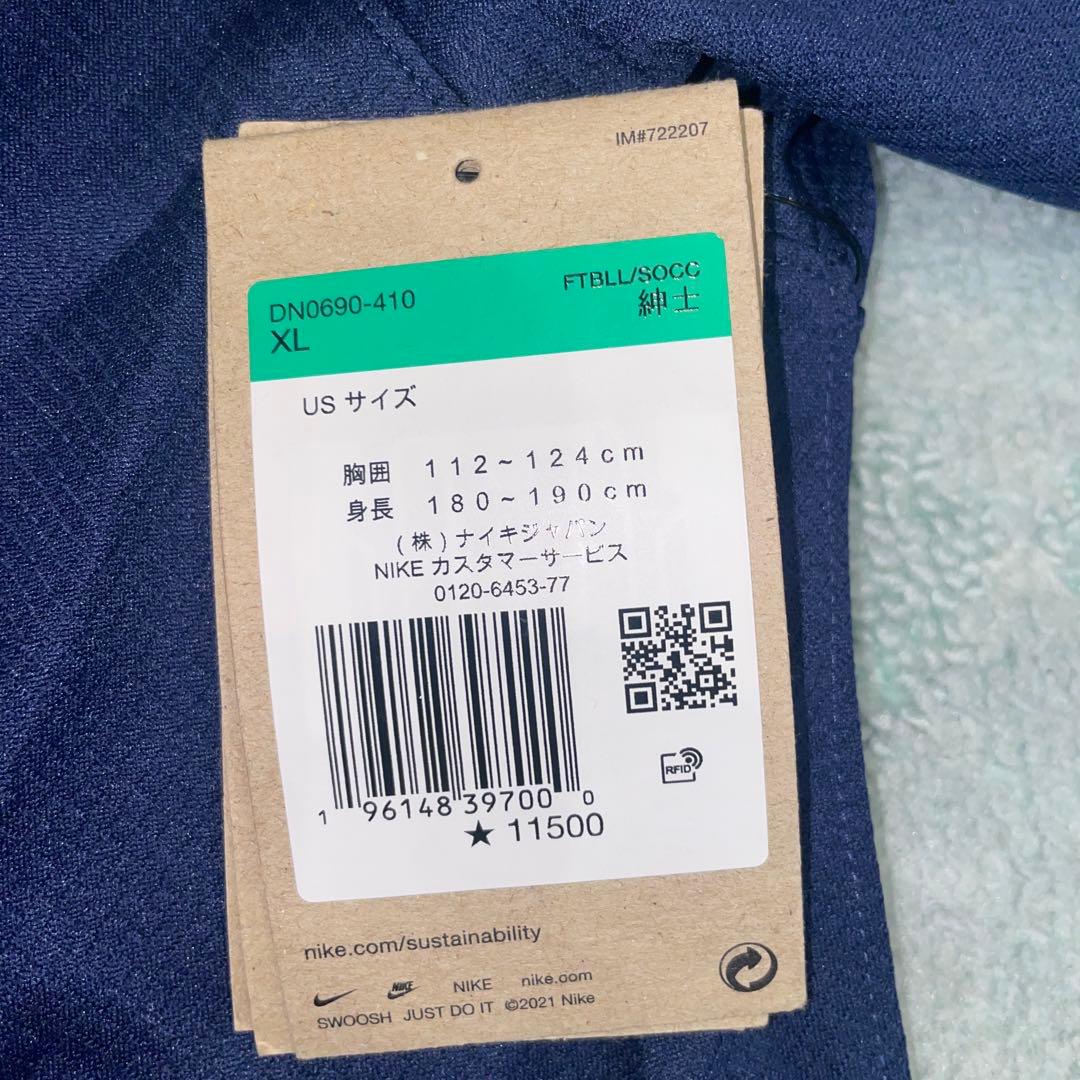 IM#722207
FTBLL/SOCC
DN0690-410
紳士
XL
US サイズ
胸囲 112~124cm
身長 180~190cm
(株)ナイキジャパン
NIKE カスタマーサービス
0120-6453-77
RFID
1 96148 39700 0
★ 11500
nike.com/sustainability
NIKE NIKE nike.com
SWOOSH JUST DO IT ©2021 Nike